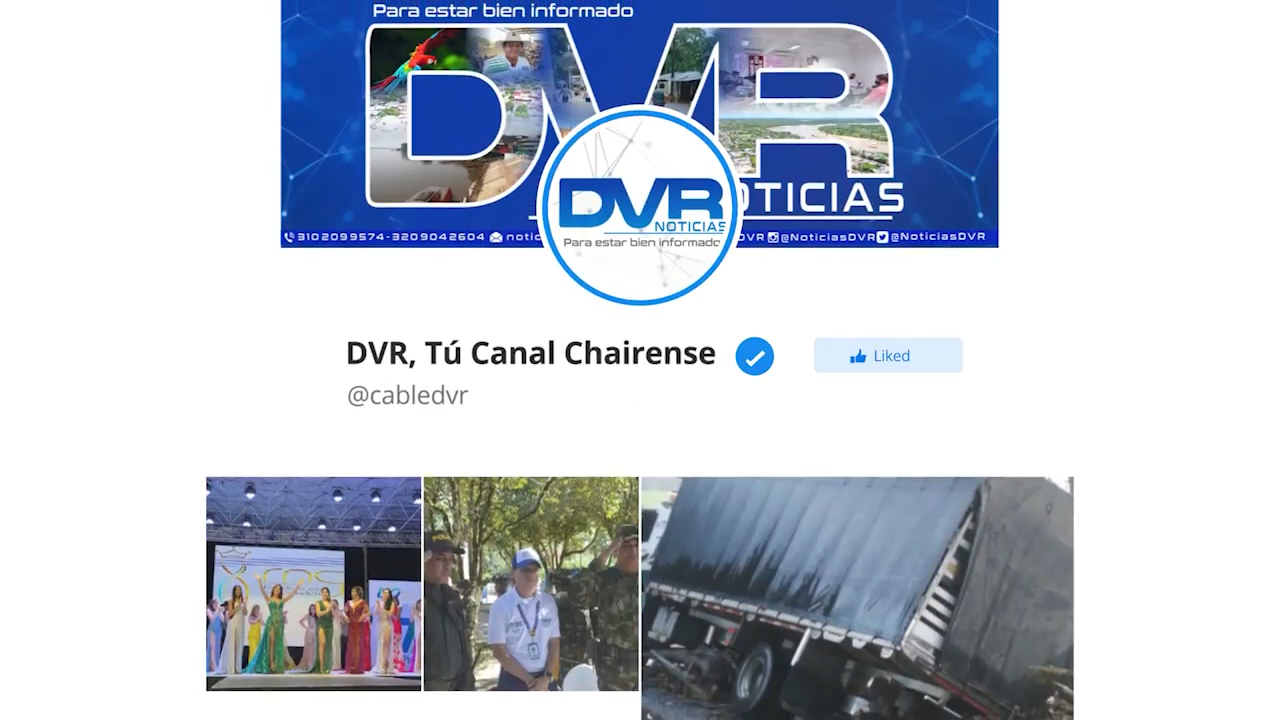 Para estar bien informado
DVR
NOTICIAS
3102099574-3209042604 @NoticiasDVR @NoticiasDVR
DVR
NOTICIAS
Para estar bien informado
DVR, Tú Canal Chairense
Liked
@cabledvr